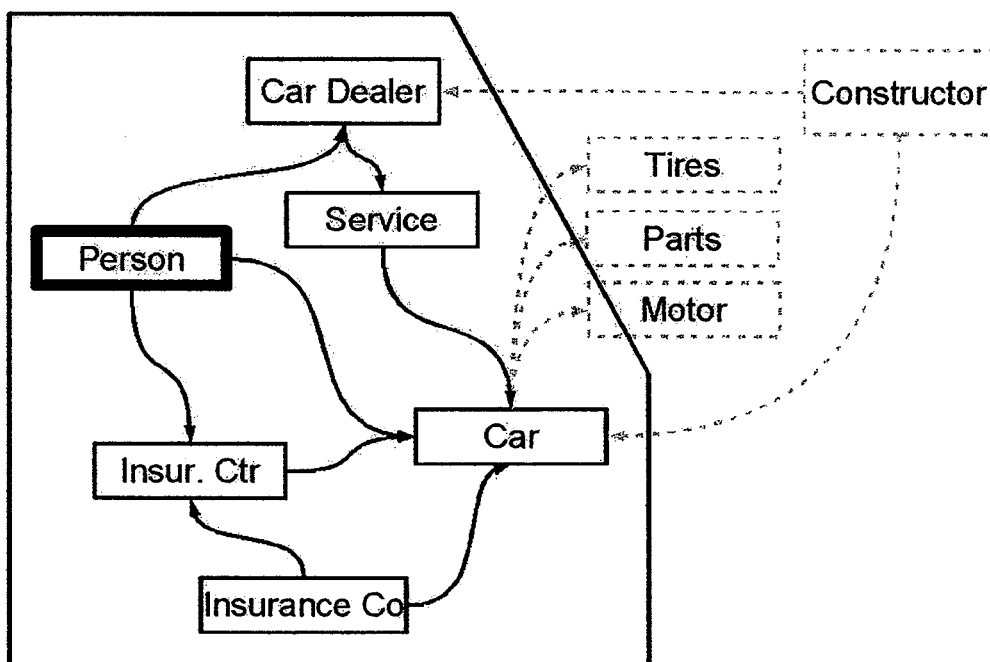 Car Dealer
Constructor
Tires
Service
Parts
Person
Motor
Car
Insur. Ctr
Insurance Co